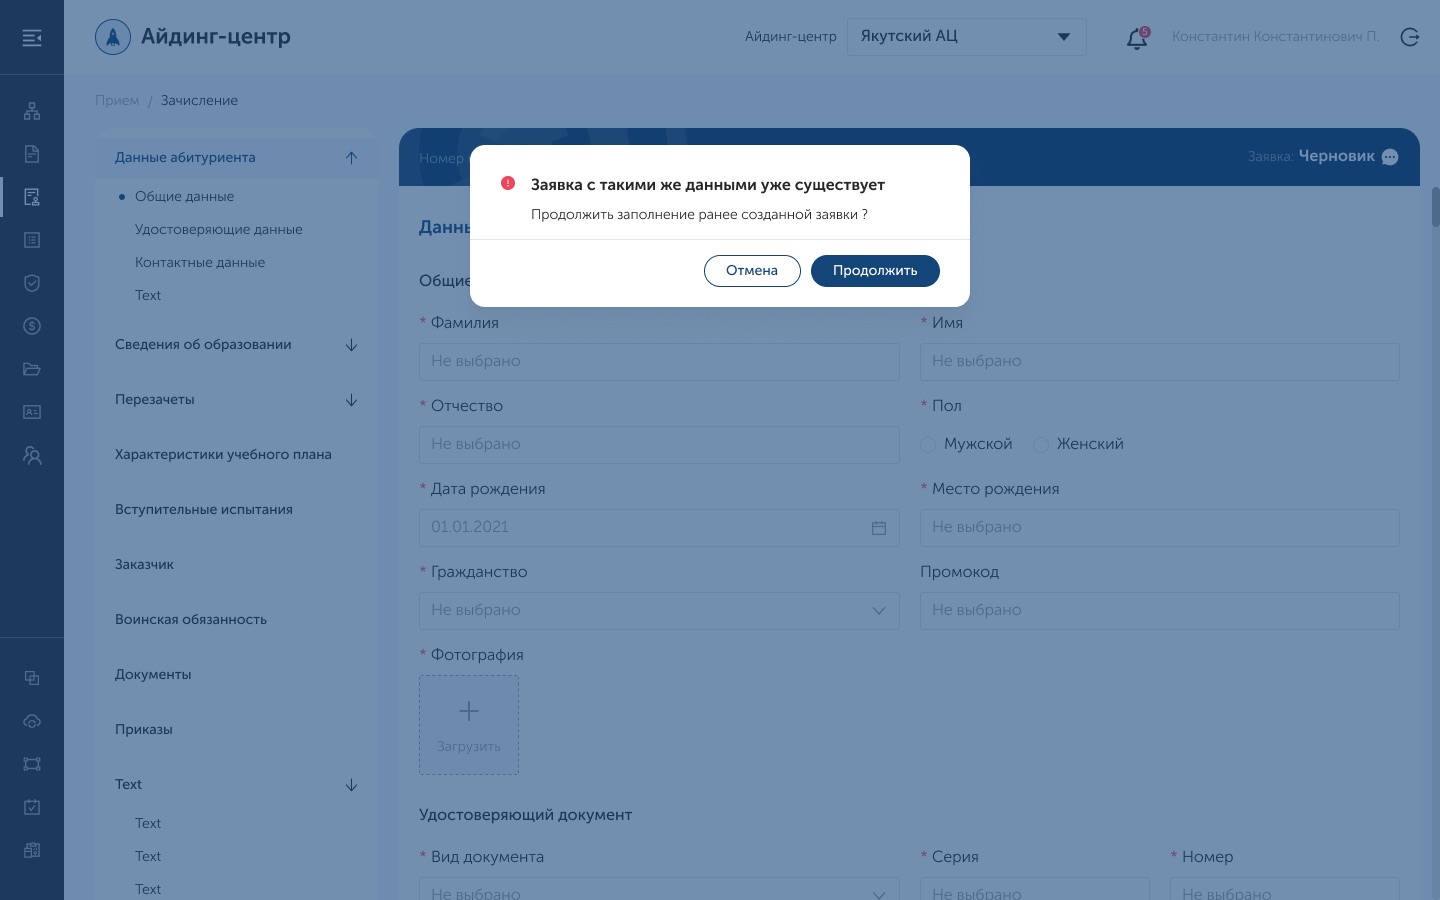 Айдинг-центр
Айдинг-центр
Якутский АЦ
5
Константин Константинович П.
Прием / Зачисление
Данные абитуриента
Общие данные
Удостоверяющие данные
Контактные данные
Text
Сведения об образовании
Перезачеты
Характеристики учебного плана
Вступительные испытания
Заказчик
Воинская обязанность
Документы
Приказы
Text
Text
Text
Text
Номер
Заявка: Черновик
Заявка с такими же данными уже существует
Продолжить заполнение ранее созданной заявки ?
Отмена
Продолжить
Общие
* Фамилия
Не выбрано
* Имя
Не выбрано
* Отчество
Не выбрано
* Пол
Мужской
Женский
* Дата рождения
01.01.2021
* Место рождения
Не выбрано
* Гражданство
Не выбрано
Промокод
Не выбрано
* Фотография
Загрузить
Удостоверяющий документ
* Вид документа
Не выбрано
* Серия
Не выбрано
* Номер
Не выбрано